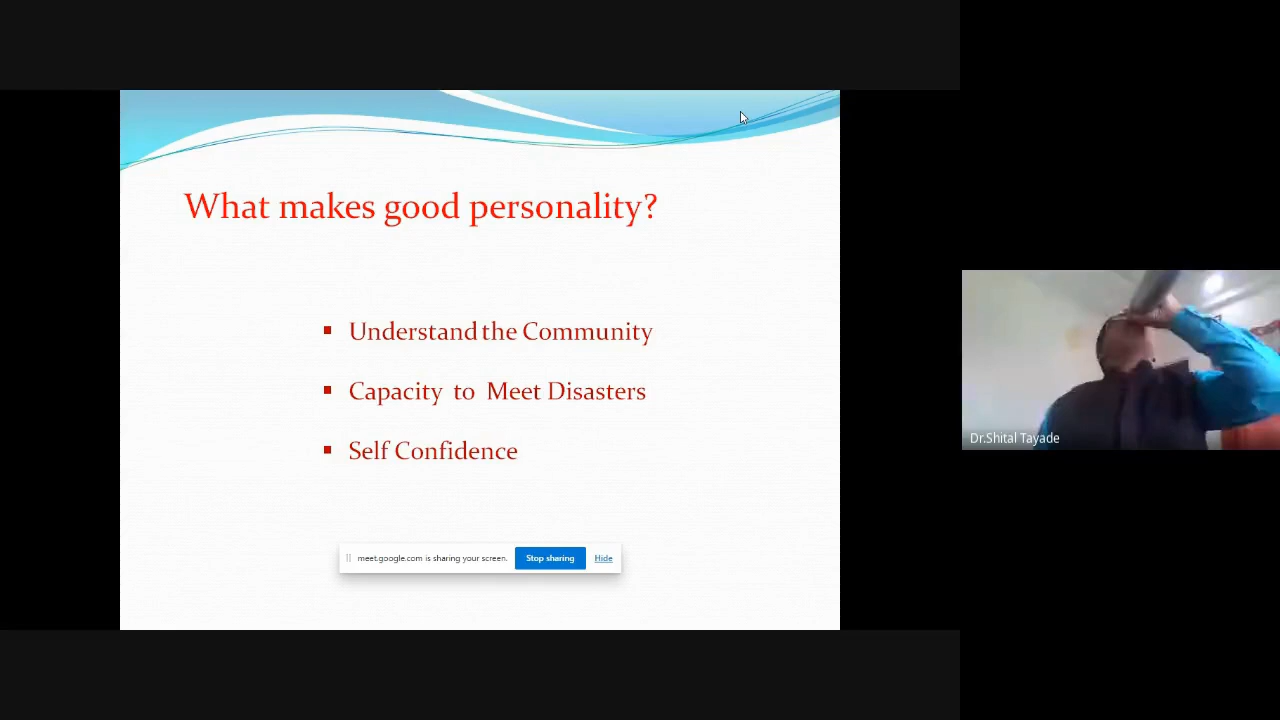 What makes good personality?
Understand the Community
Capacity to Meet Disasters
Self Confidence
meet.google.com is sharing your screen. Stop sharing Hide
Dr.Shital Tayade